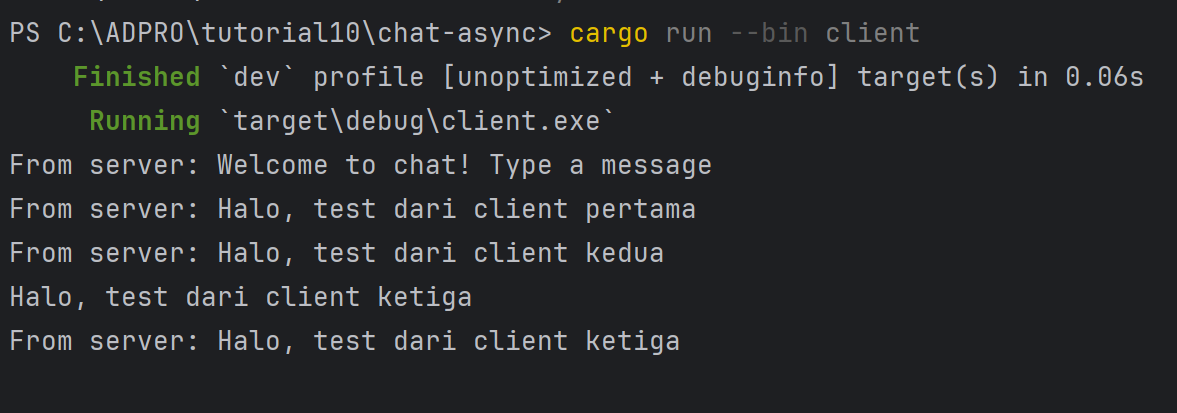 PS C:\ADPRO\tutorial10\chat-async> cargo run --bin client
Finished `dev` profile [unoptimized + debuginfo] target(s) in 0.06s
Running `target\debug\client.exe`
From server: Welcome to chat! Type a message
From server: Halo, test dari client pertama
From server: Halo, test dari client kedua
Halo, test dari client ketiga
From server: Halo, test dari client ketiga